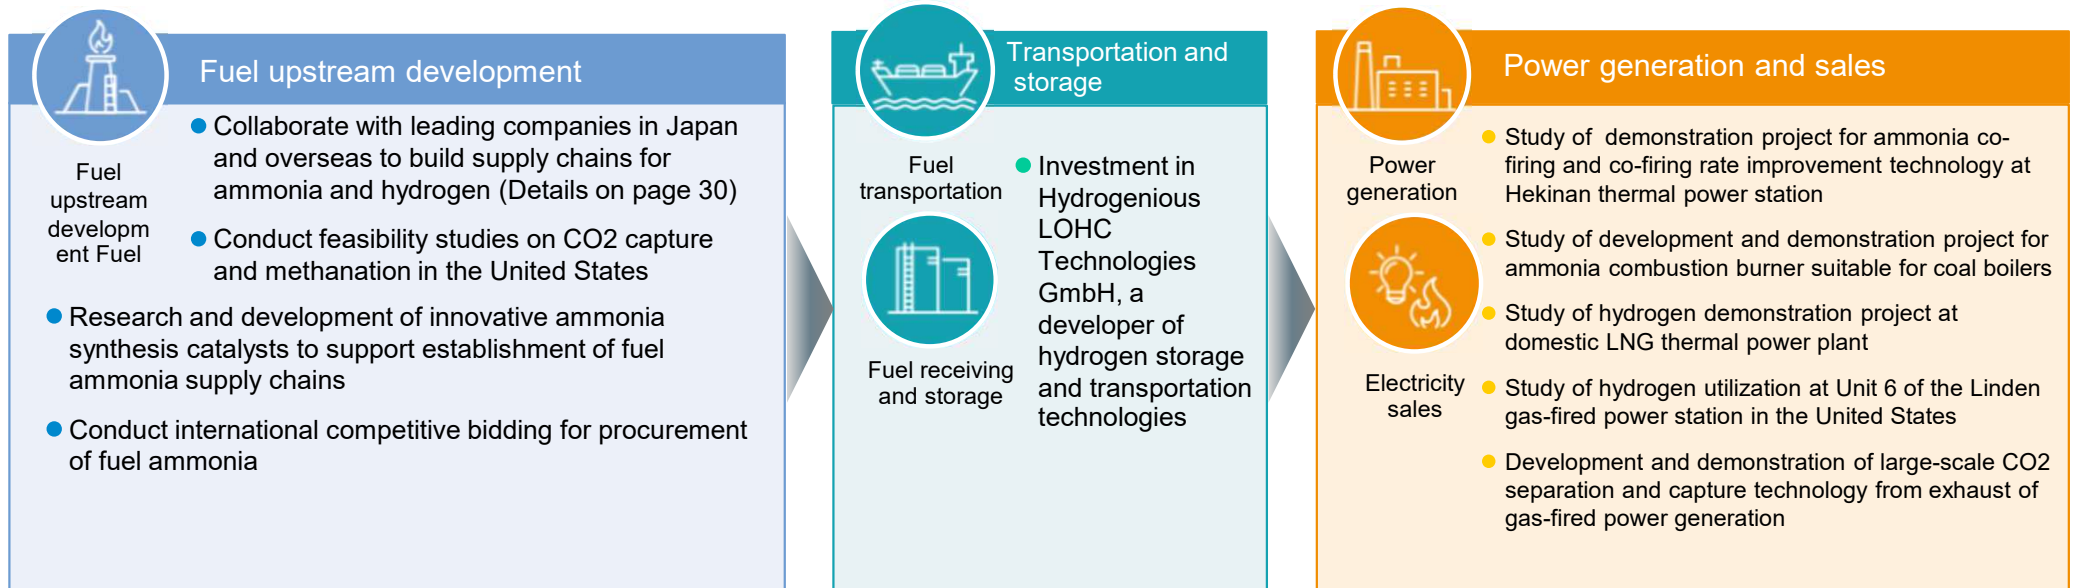 Fuel upstream development
Fuel
upstream
developm
ent Fuel
Collaborate with leading companies in Japan
and overseas to build supply chains for
ammonia and hydrogen (Details on page 30)
Conduct feasibility studies on CO2 capture
and methanation in the United States
Research and development of innovative ammonia
synthesis catalysts to support establishment of fuel
ammonia supply chains
Conduct international competitive bidding for procurement
of fuel ammonia
Transportation and
storage
Fuel
transportation
Fuel receiving
and storage
Investment in
Hydrogenious
LOHC
Technologies
GmbH, a
developer of
hydrogen storage
and transportation
technologies
Power generation and sales
Power
generation
Electricity
sales
Study of demonstration project for ammonia co-
firing and co-firing rate improvement technology at
Hekinan thermal power station
Study of development and demonstration project for
ammonia combustion burner suitable for coal boilers
Study of hydrogen demonstration project at
domestic LNG thermal power plant
Study of hydrogen utilization at Unit 6 of the Linden
gas-fired power station in the United States
Development and demonstration of large-scale CO2
separation and capture technology from exhaust of
gas-fired power generation